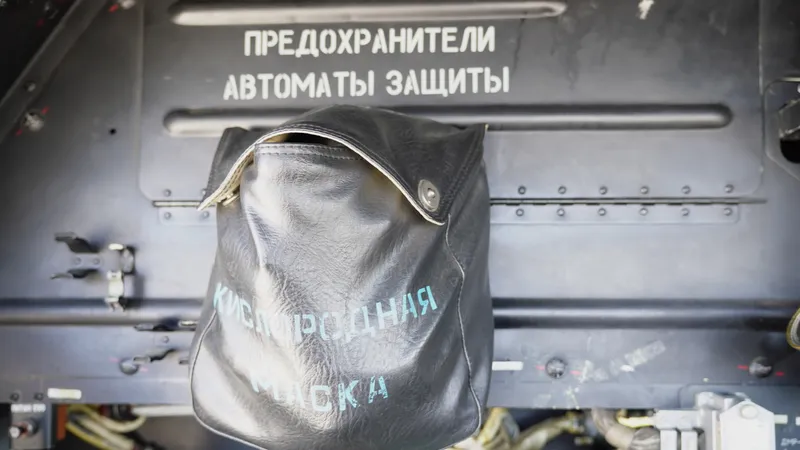 ПРЕДОХРАНИТЕЛИ
АВТОМАТЫ ЗАЩИТЫ
КИСЛОРОДНАЯ
МАСКА